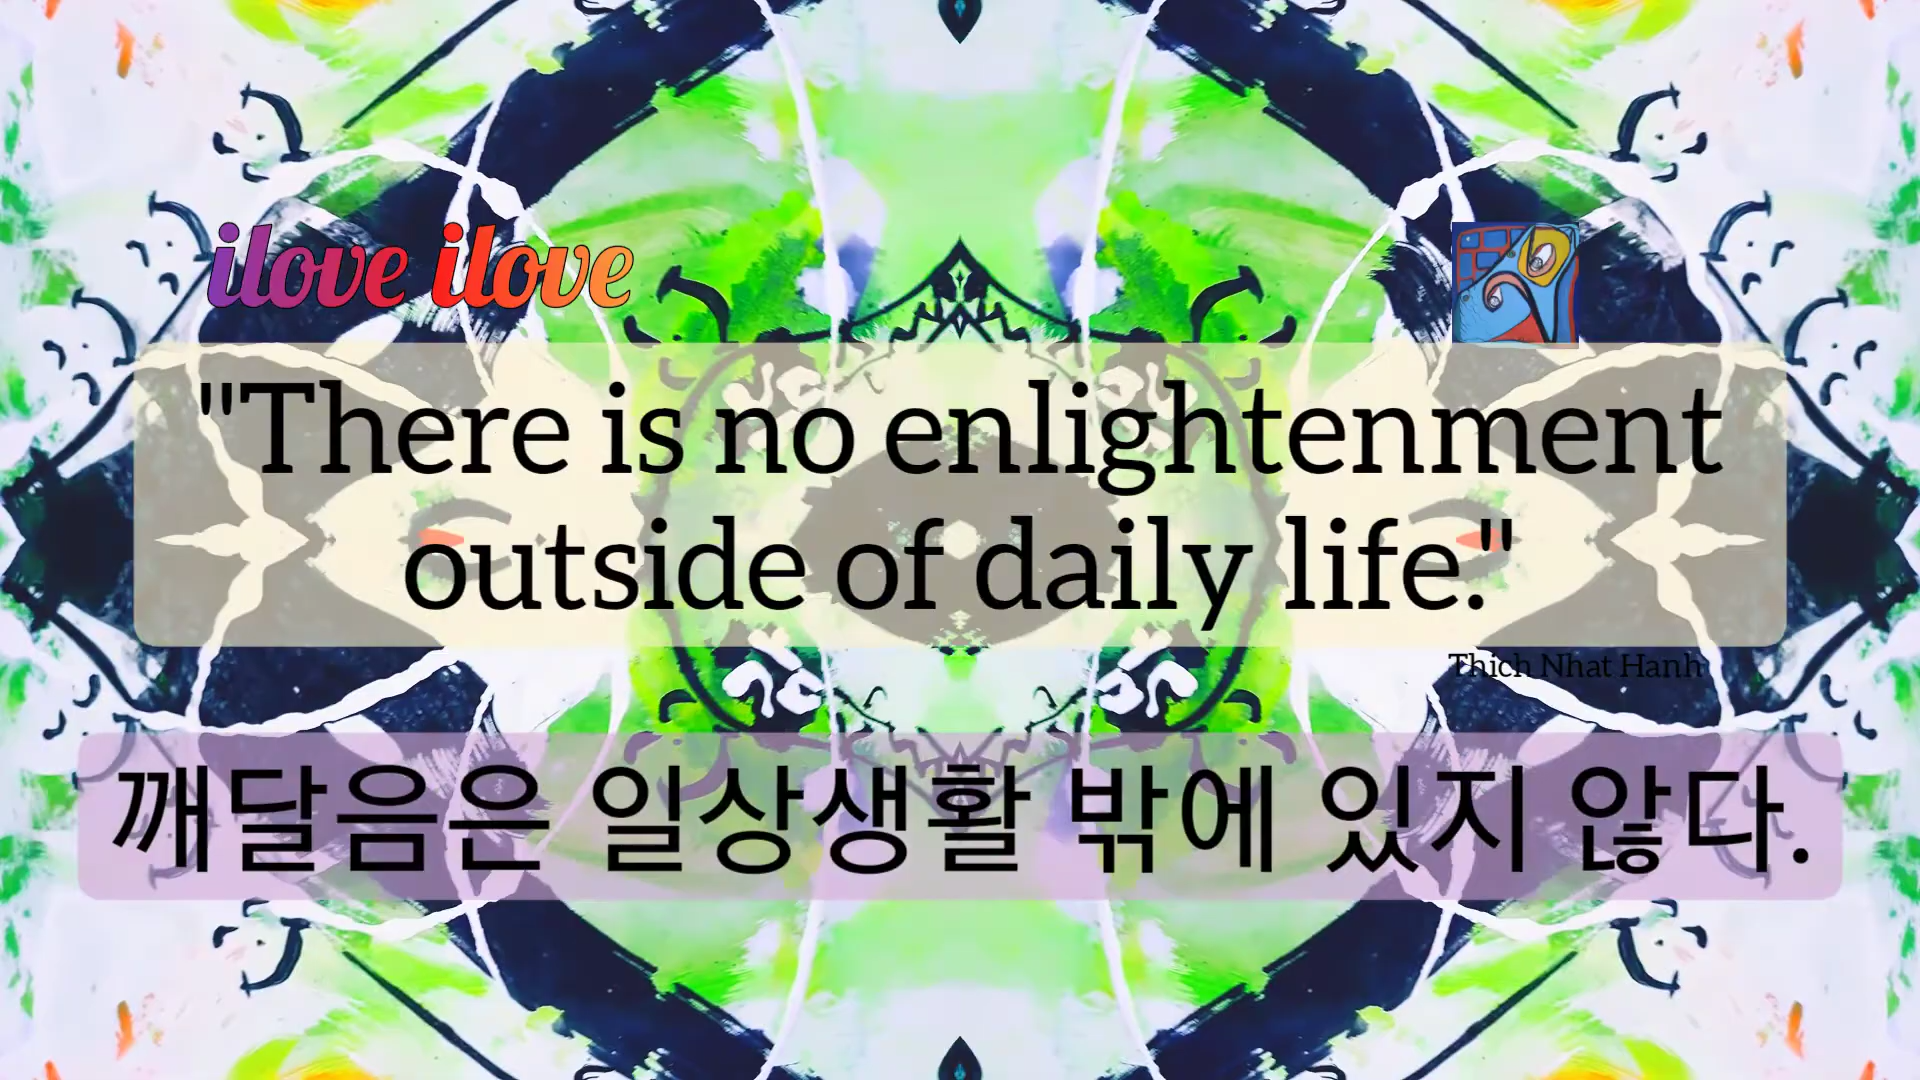 ilove ilove
"There is no enlightenment
outside of daily life."
Thich Nhat Hanh
깨달음은 일상생활 밖에 있지 않다.